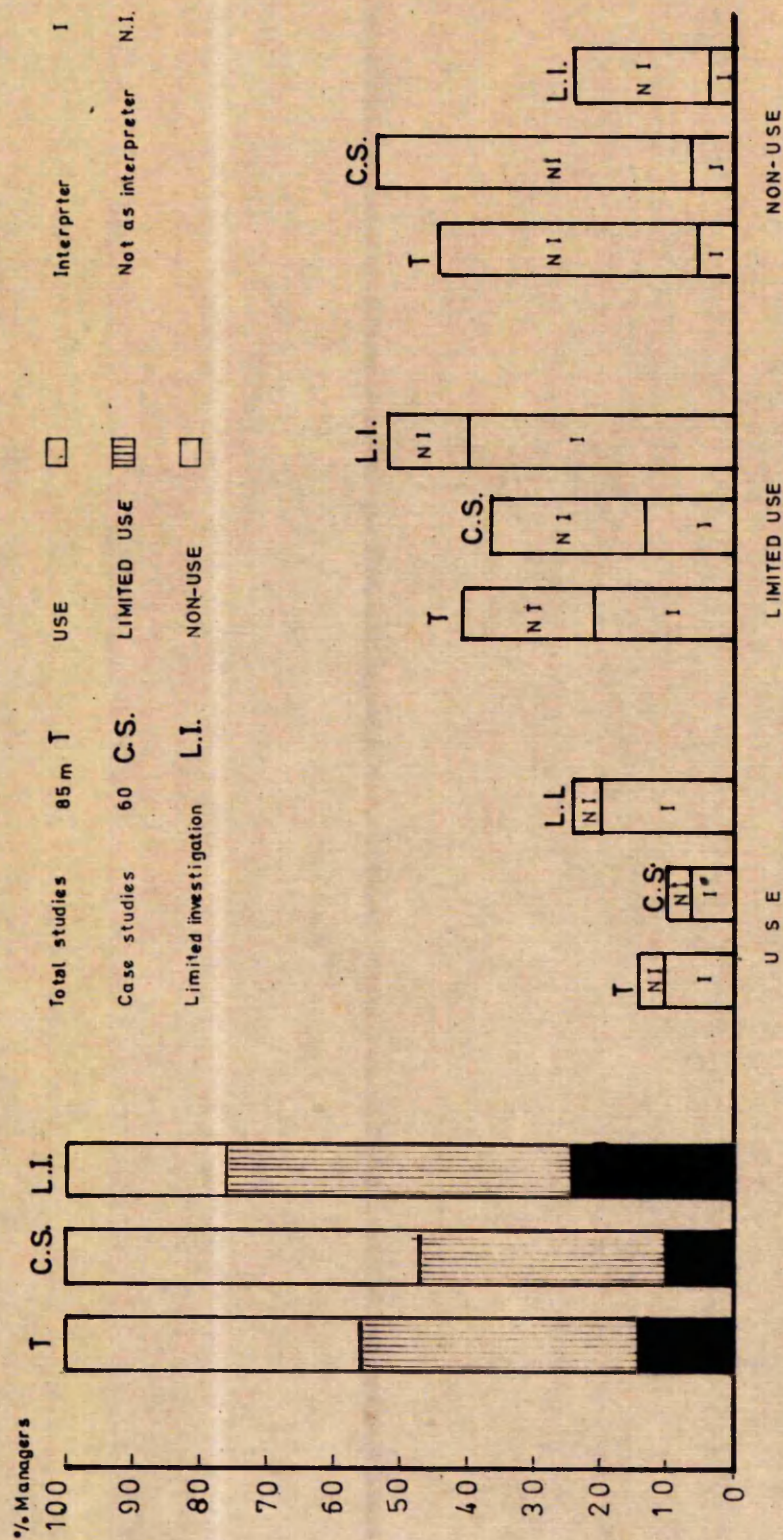 Total studies 85m T USE Interprter I
Case studies 60 C.S. LIMITED USE Not as interpreter N.I.
Limited investigation L.I. NON-USE
% Managers
100
90
80
70
60
50
40
30
20
10
0
T C.S. L.I.
T C.S. L.L
NI NI NI
I I I
U S E
T C.S. L.I.
NI NI NI
I I I
LIMITED USE
T C.S. L.I.
NI NI NI
I I I
NON-USE